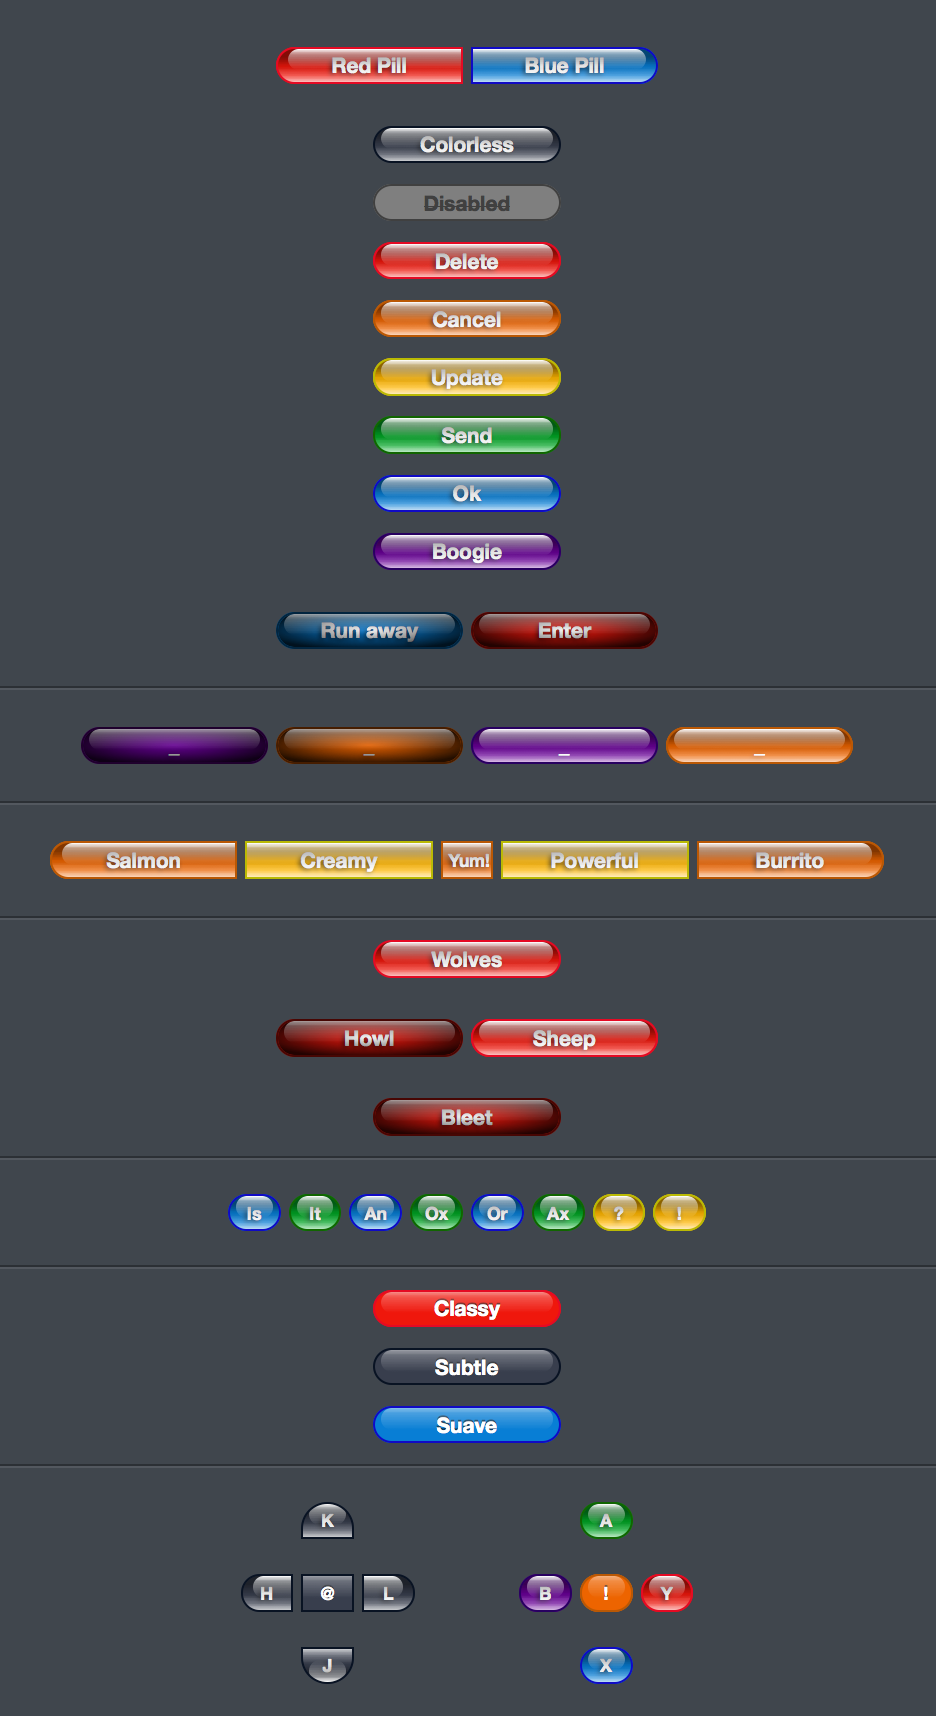 Red Pill Blue Pill
Colorless
Disabled
Delete
Cancel
Update
Send
Ok
Boogie
Run away Enter
_ _ _ _
Salmon Creamy Yum! Powerful Burrito
Wolves
Howl Sheep
Bleet
Is It An Ox Or Ax ? !
Classy
Subtle
Suave
K A
H @ L B ! Y
J X